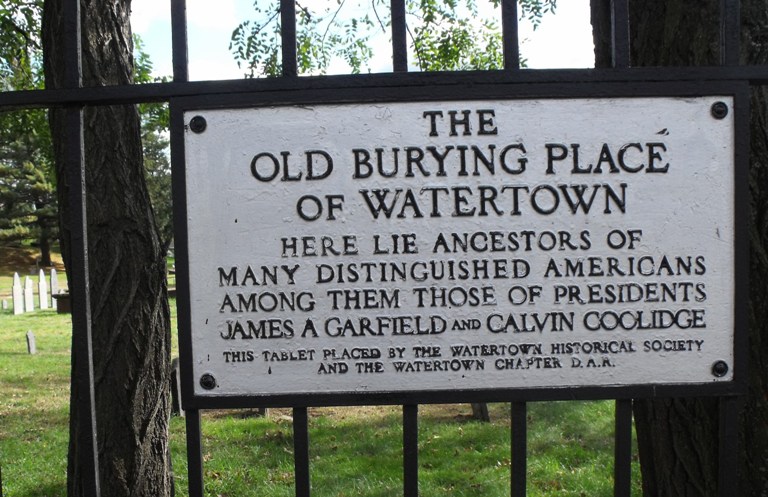 THE
OLD BURYING PLACE
OF WATERTOWN
HERE LIE ANCESTORS OF
MANY DISTINGUISHED AMERICANS
AMONG THEM THOSE OF PRESIDENTS
JAMES A GARFIELD AND CALVIN COOLIDGE
THIS TABLET PLACED BY THE WATERTOWN HISTORICAL SOCIETY
AND THE WATERTOWN CHAPTER D.A.R.